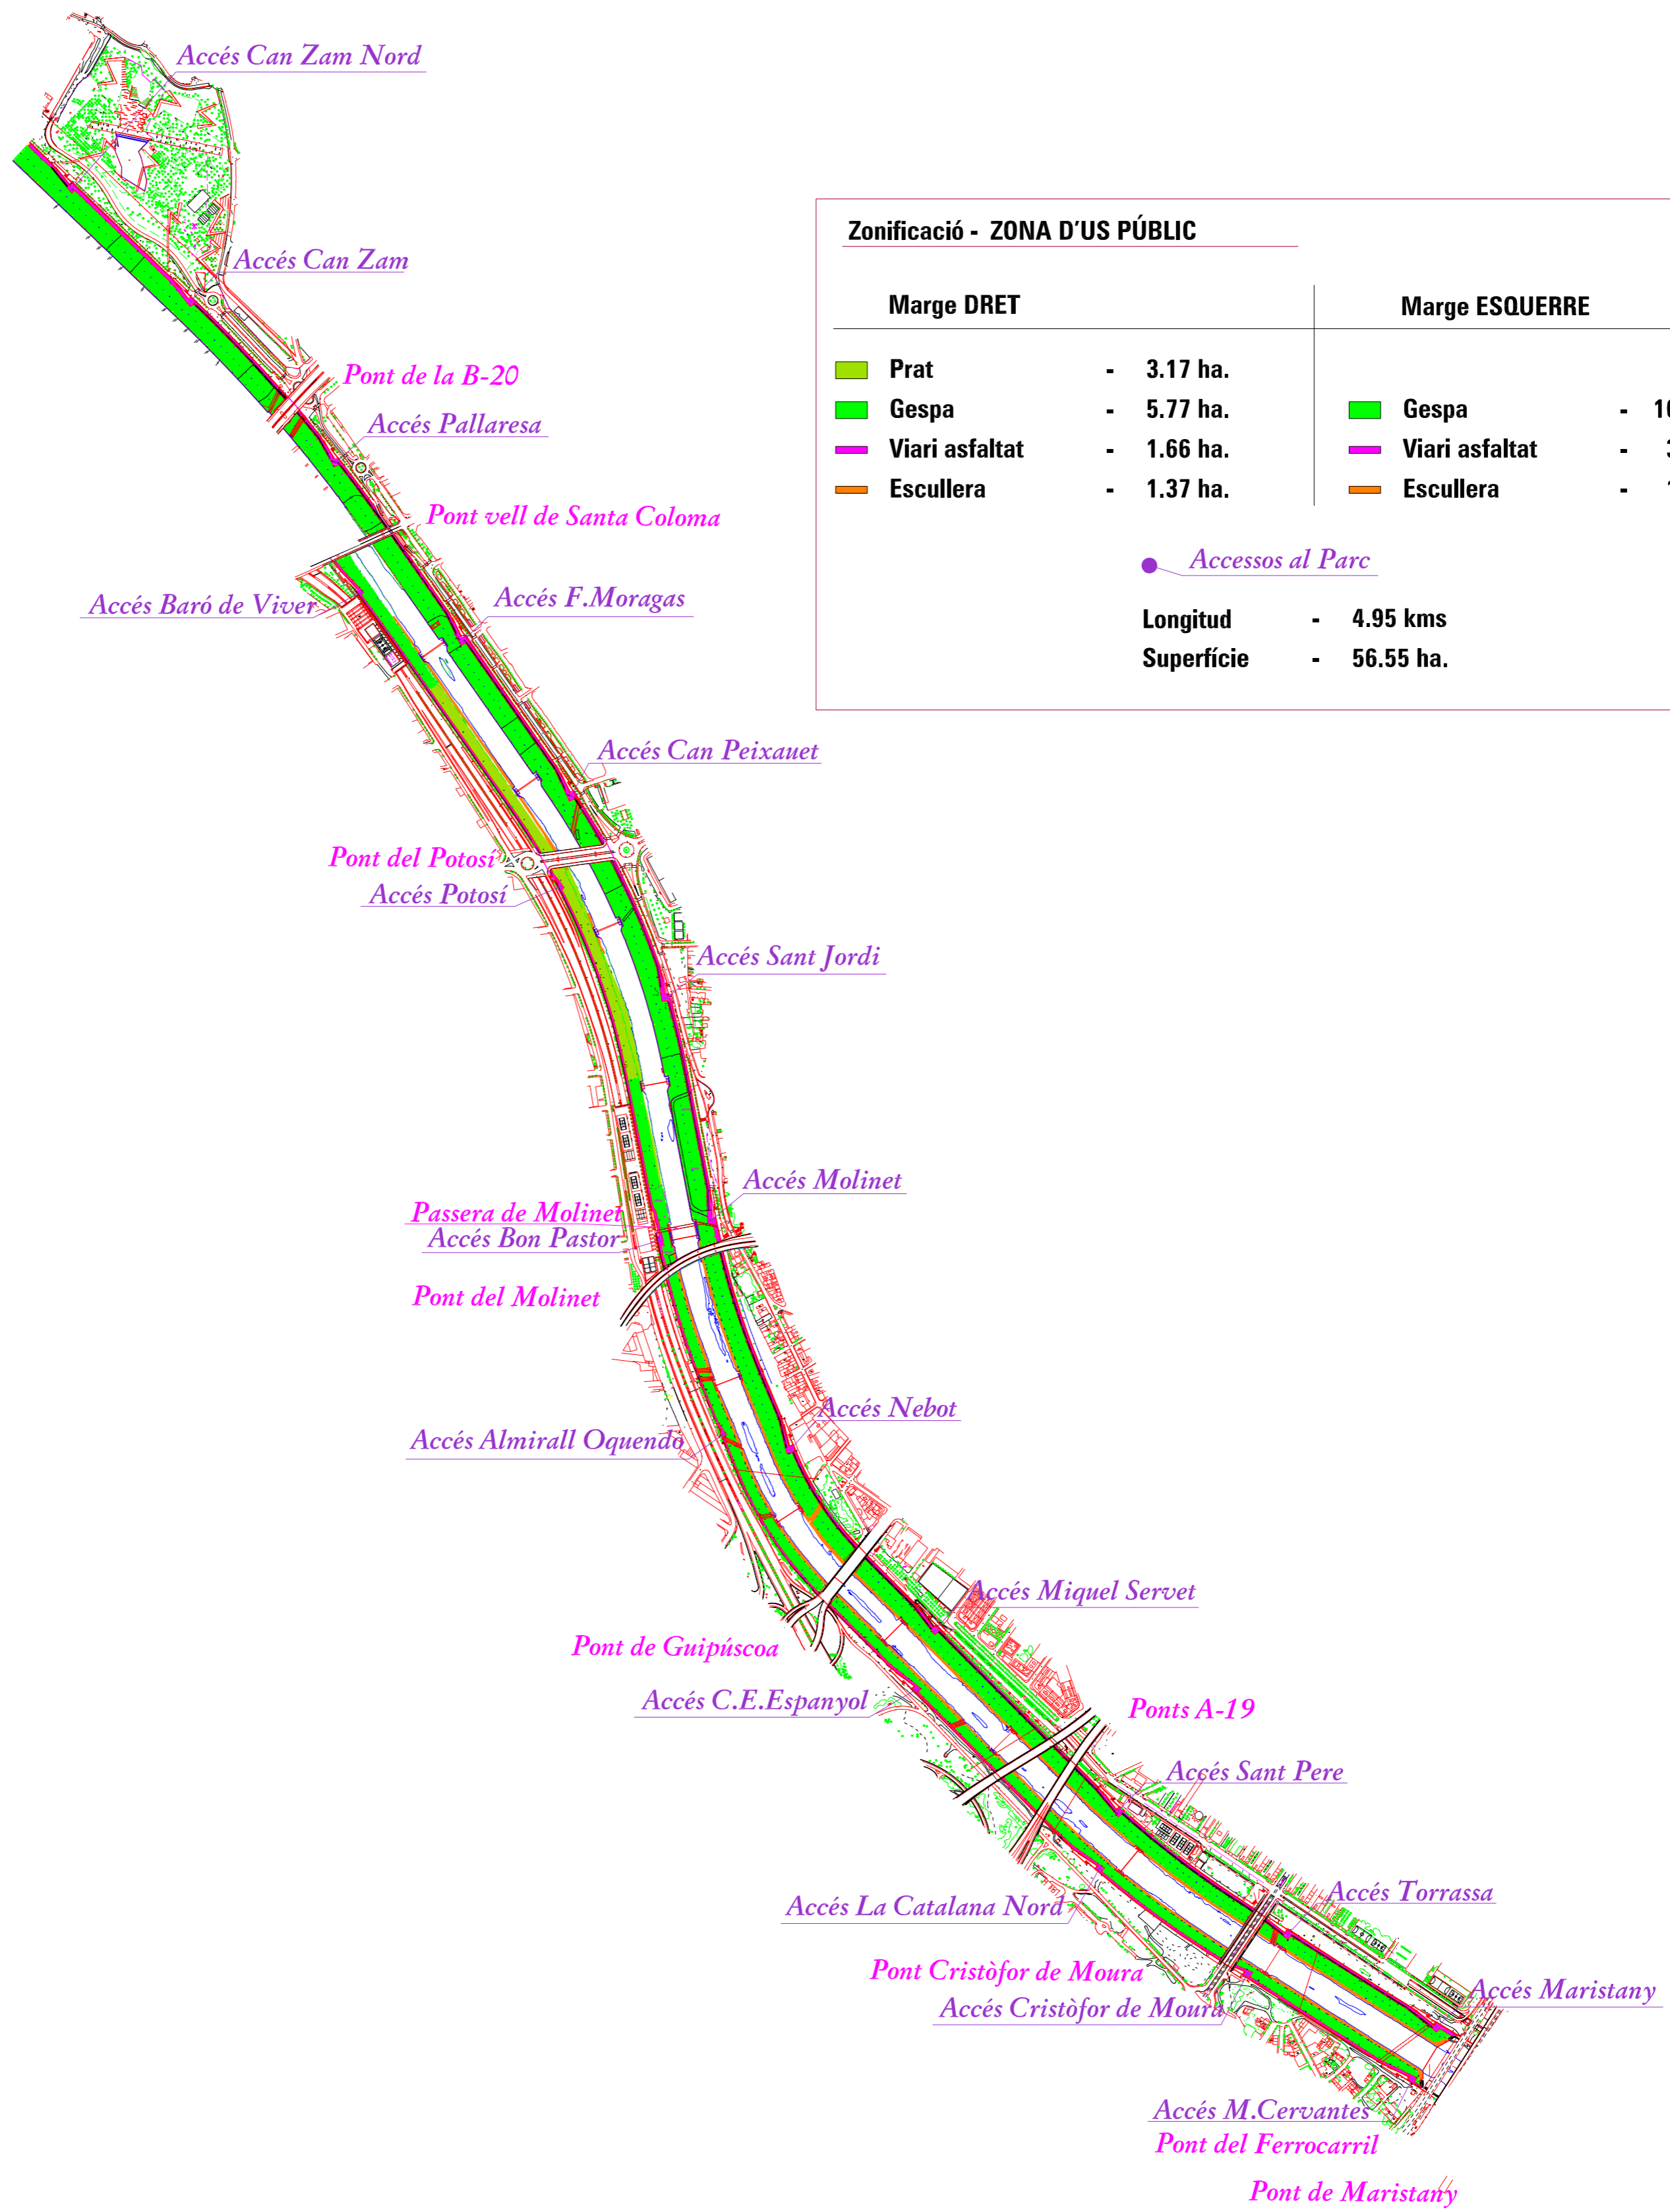 Accés Can Zam Nord
Accés Can Zam
Zonificació - ZONA D'US PÚBLIC
Marge DRET
Marge ESQUERRE
Prat - 3.17 ha.
Gespa - 5.77 ha.
Gespa -
Viari asfaltat - 1.66 ha.
Viari asfaltat -
Escullera - 1.37 ha.
Escullera -
Accessos al Parc
Longitud - 4.95 kms
Superfície - 56.55 ha.
Pont de la B-20
Accés Pallaresa
Pont vell de Santa Coloma
Accés Baró de Viver
Accés F.Moragas
Accés Can Peixauet
Pont del Potosí
Accés Potosí
Accés Sant Jordi
Accés Molinet
Passera de Molinet
Accés Bon Pastor
Pont del Molinet
Accés Nebot
Accés Almirall Oquendo
Accés Miquel Servet
Pont de Guipúscoa
Accés C.E.Espanyol
Ponts A-19
Accés Sant Pere
Accés Torrassa
Accés La Catalana Nord
Pont Cristòfor de Moura
Accés Maristany
Accés Cristòfor de Moura
Accés M.Cervantes
Pont del Ferrocarril
Pont de Maristany